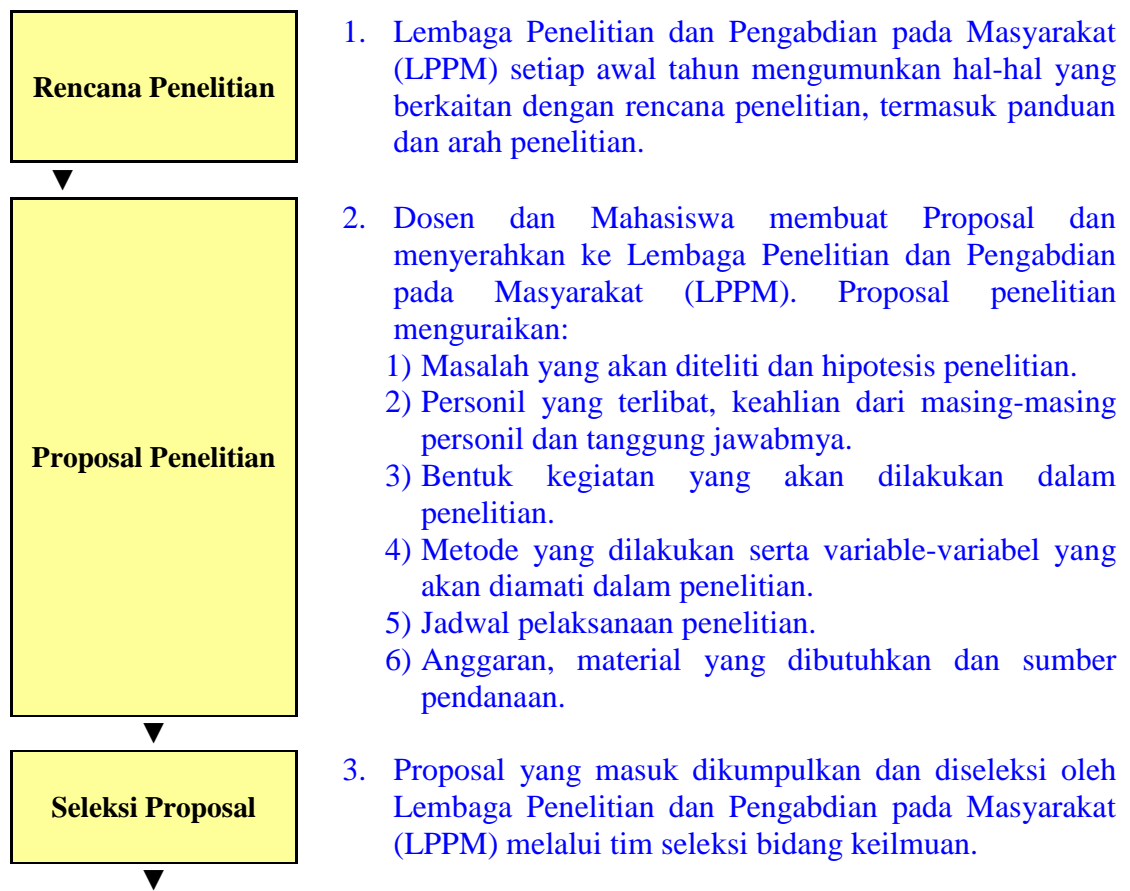 Rencana Penelitian
1. Lembaga Penelitian dan Pengabdian pada Masyarakat
(LPPM) setiap awal tahun mengumunkan hal-hal yang
berkaitan dengan rencana penelitian, termasuk panduan
dan arah penelitian.
▼
Proposal Penelitian
2. Dosen dan Mahasiswa membuat Proposal dan
menyerahkan ke Lembaga Penelitian dan Pengabdian
pada Masyarakat (LPPM). Proposal penelitian
menguraikan:
1) Masalah yang akan diteliti dan hipotesis penelitian.
2) Personil yang terlibat, keahlian dari masing-masing
personil dan tanggung jawabmya.
3) Bentuk kegiatan yang akan dilakukan dalam
penelitian.
4) Metode yang dilakukan serta variable-variabel yang
akan diamati dalam penelitian.
5) Jadwal pelaksanaan penelitian.
6) Anggaran, material yang dibutuhkan dan sumber
pendanaan.
▼
Seleksi Proposal
3. Proposal yang masuk dikumpulkan dan diseleksi oleh
Lembaga Penelitian dan Pengabdian pada Masyarakat
(LPPM) melalui tim seleksi bidang keilmuan.
▼